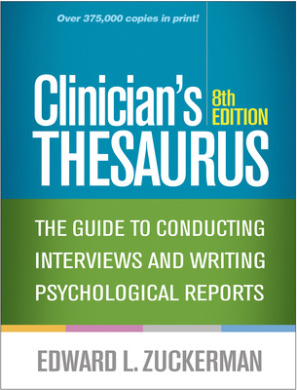 Over 375,000 copies in print!
Clinician's
8th
EDITION
THESAURUS
THE GUIDE TO CONDUCTING
INTERVIEWS AND WRITING
PSYCHOLOGICAL REPORTS
EDWARD L. ZUCKERMAN